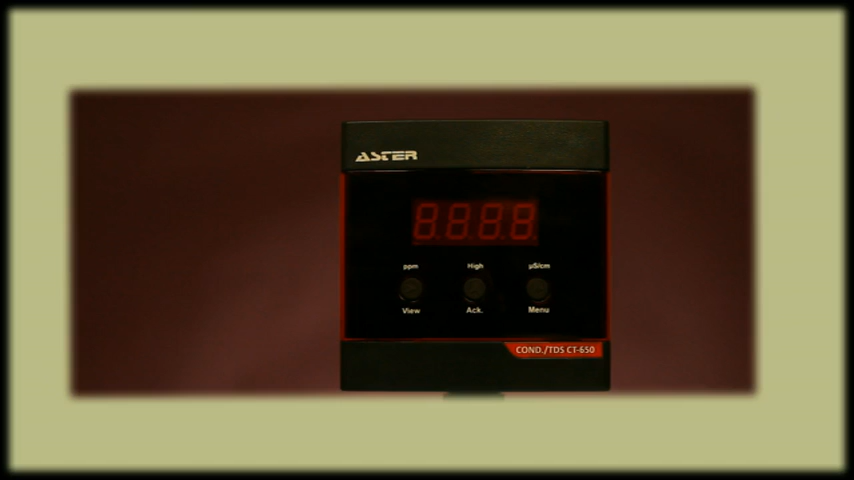 ASTER
8.8.8.8.
ppm High µS/cm
View Ack. Menu
COND./TDS CT-650